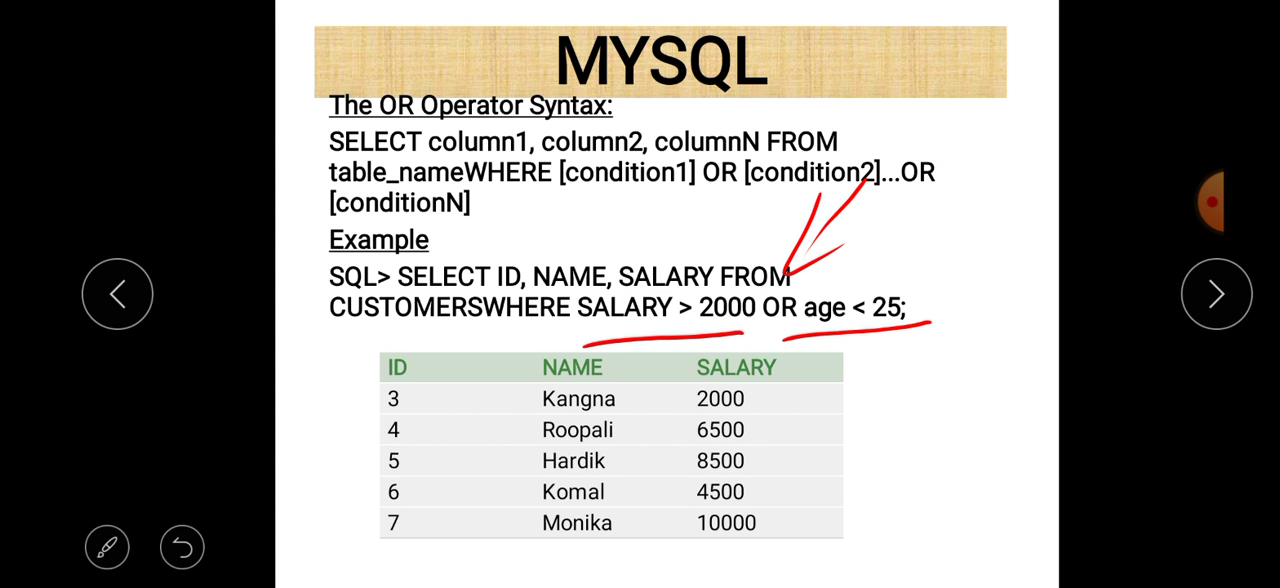 MYSQL
The OR Operator Syntax:
SELECT column1, column2, columnN FROM
table_nameWHERE [condition1] OR [condition2]...OR
[conditionN]
Example
SQL> SELECT ID, NAME, SALARY FROM
CUSTOMERSWHERE SALARY > 2000 OR age < 25;
ID NAME SALARY
3 Kangna 2000
4 Roopali 6500
5 Hardik 8500
6 Komal 4500
7 Monika 10000